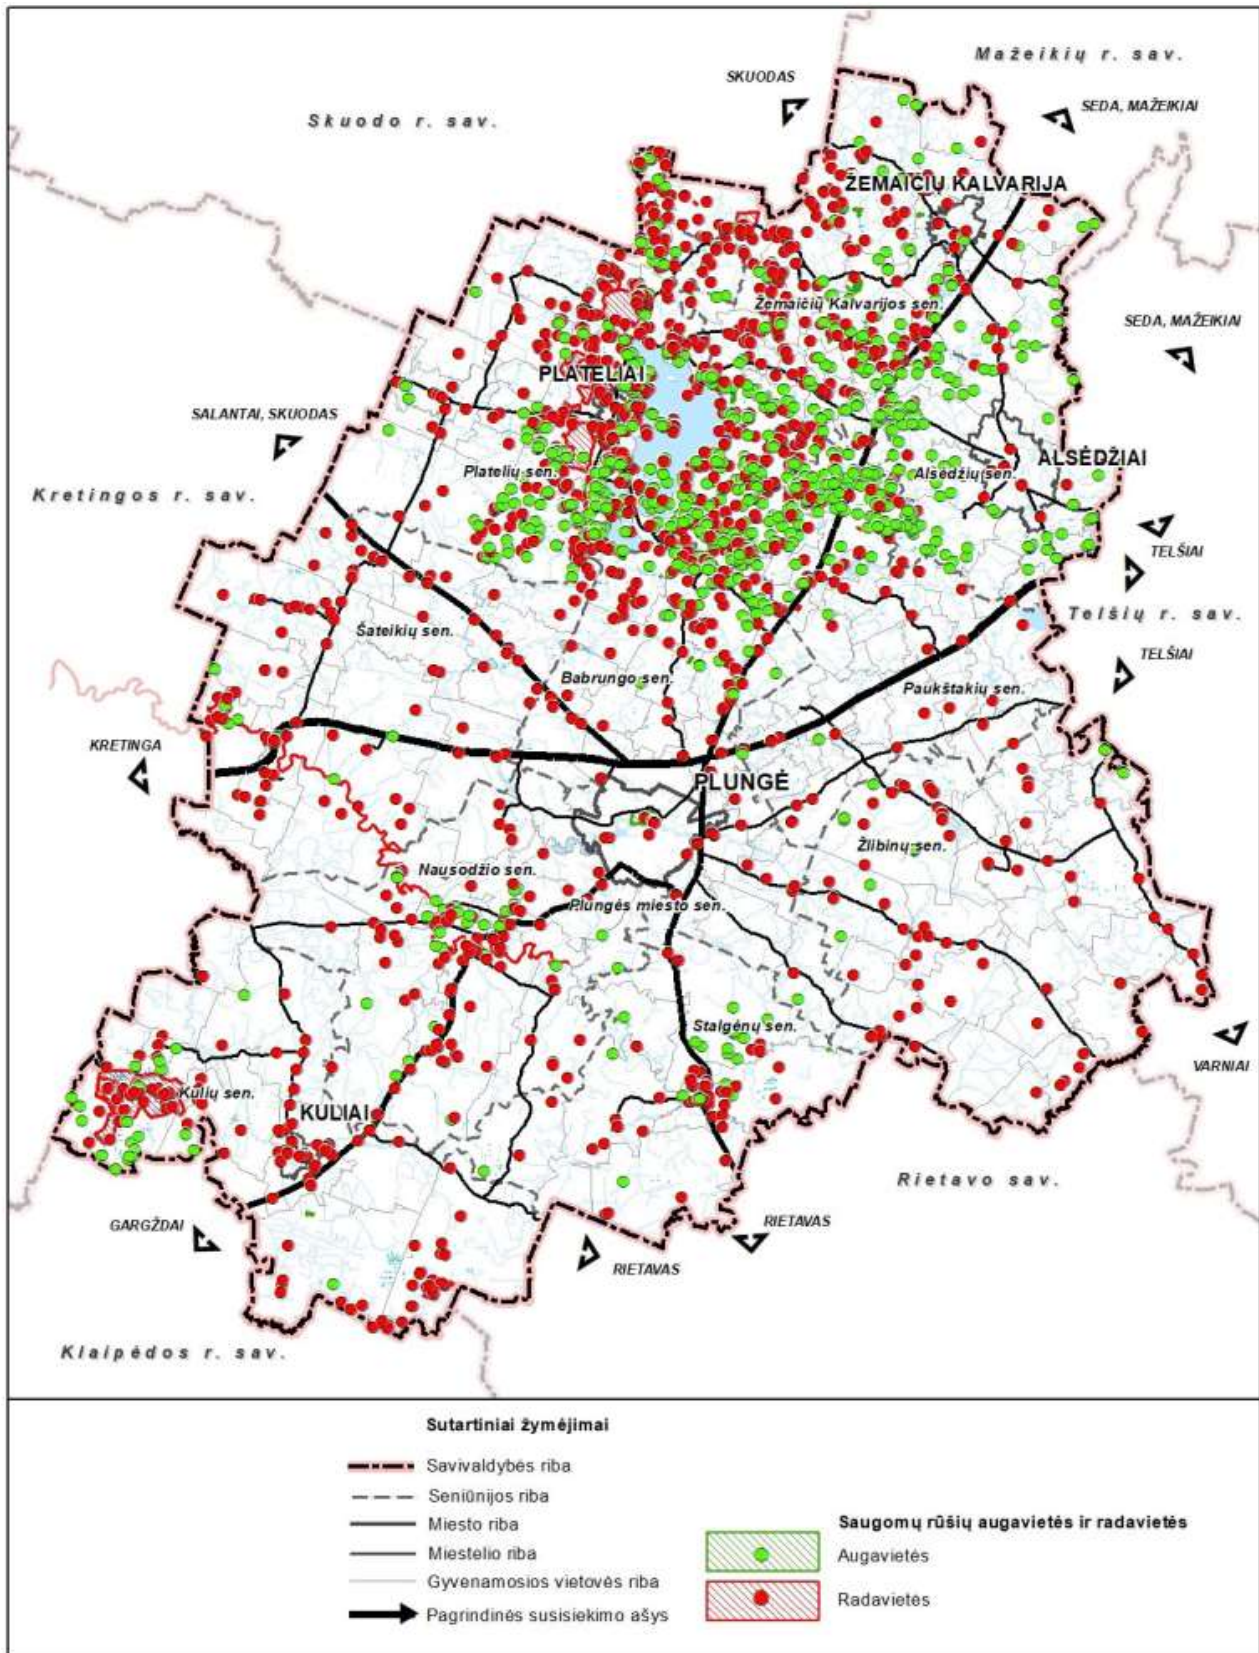 Mažeikių r. sav.
SKUODAS
SEDA, MAŽEIKIAI
Skuodo r. sav.
ŽEMAIČIŲ KALVARIJA
Žemaičių Kalvarijos sen.
SEDA, MAŽEIKIAI
PLATELIAI
SALANTAI, SKUODAS
ALSĖDŽIAI
Platelių sen.
Alsėdžių sen.
Kretingos r. sav.
TELŠIAI
Telšių r. sav.
Šateikių sen.
TELŠIAI
Babrungo sen.
Paukštakių sen.
KRETINGA
PLUNGĖ
Žlibinų sen.
Nausodžio sen.
Plungės miesto sen.
Stalgėnų sen.
VARNIAI
Kulių sen.
KULIAI
Rietavo sav.
GARGŽDAI
RIETAVAS
RIETAVAS
Klaipėdos r. sav.
Sutartiniai žymėjimai
Savivaldybės riba
Seniūnijos riba
Miesto riba
Miestelio riba
Gyvenamosios vietovės riba
Pagrindinės susisiekimo ašys
Saugomų rūšių augavietės ir radavietės
Augavietės
Radavietės